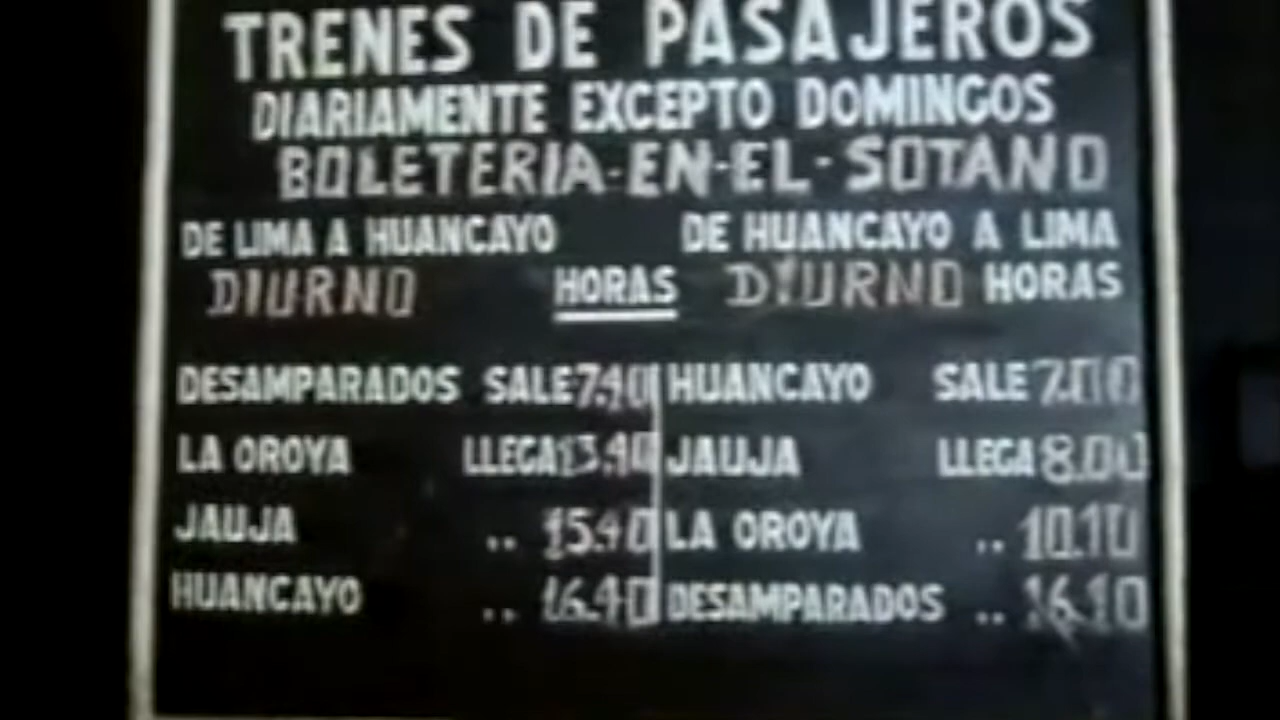 TRENES DE PASAJEROS
DIARIAMENTE EXCEPTO DOMINGOS
BOLETERIA-EN-EL-SOTANO
DE LIMA A HUANCAYO DE HUANCAYO A LIMA
DIURNO HORAS DIURNO HORAS
DESAMPARADOS SALE 7.40 HUANCAYO SALE 7.00
LA OROYA LLEGA 13.40 JAUJA LLEGA 8.00
JAUJA .. 15.40 LA OROYA .. 10.10
HUANCAYO .. 16.40 DESAMPARADOS .. 16.10